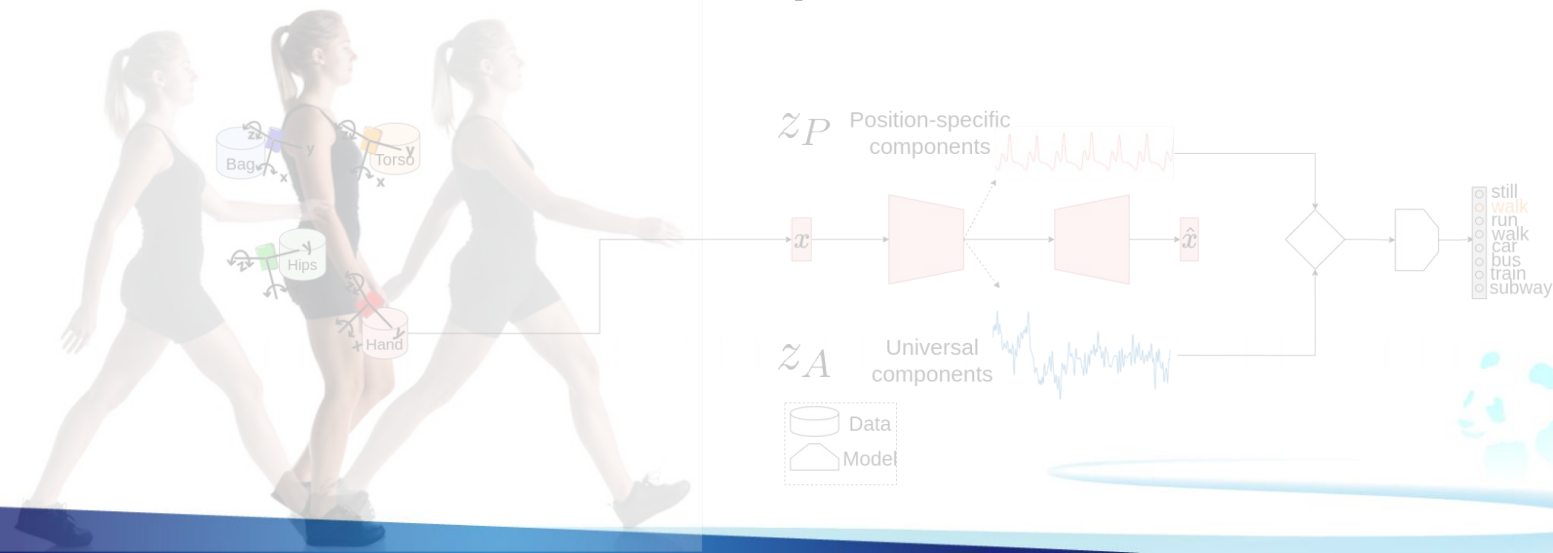 z
y
Bag
x
z
y
Torso
x
y
z
Hips
x
y
Hand
z_P
Position-specific
components
x
x̂
still
walk
run
walk
car
bus
train
subway
z_A
Universal
components
Data
Model